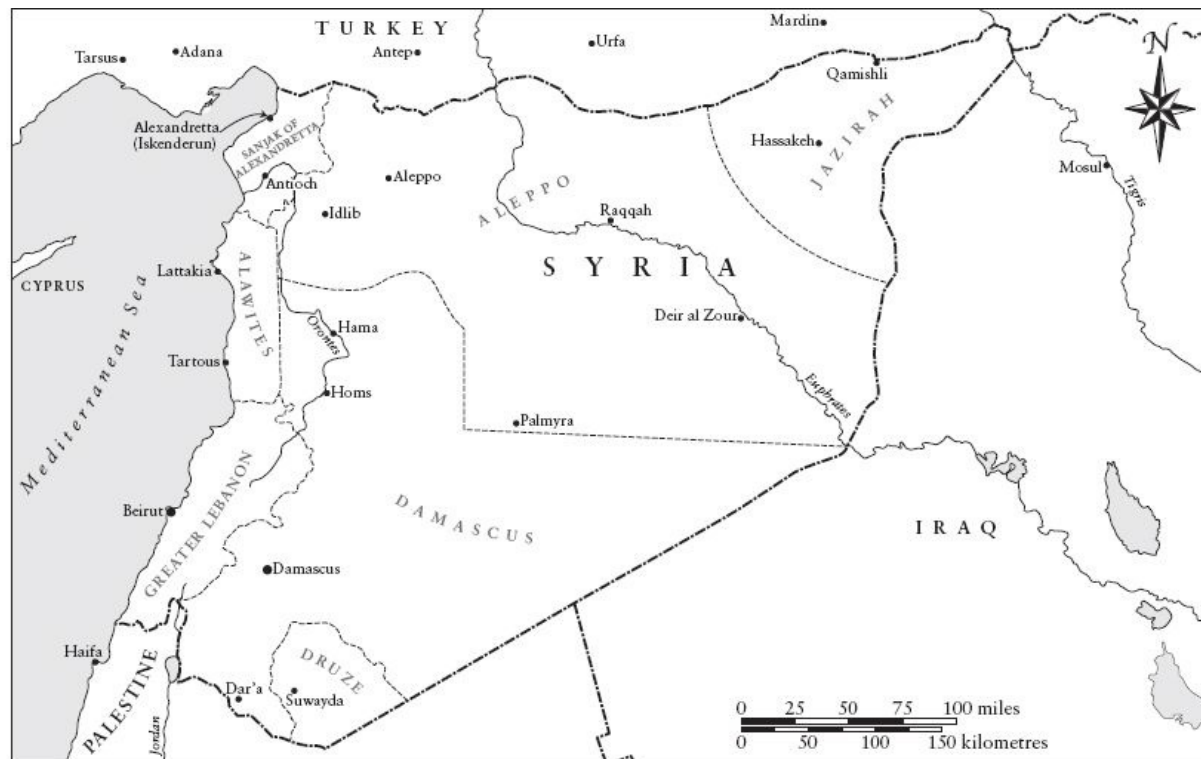 TURKEY
Mardin
Tarsus
Adana
Antep
Urfa
N
Qamishli
Alexandretta
(Iskenderun)
SANJAK OF
ALEXANDRETTA
Hassakeh
JAZIRAH
Mosul
Tigris
Antioch
Aleppo
ALEPPO
Idlib
Raqqah
SYRIA
ALAWITES
Lattakia
CYPRUS
Mediterranean Sea
Orontes
Hama
Deir al Zour
Tartous
Homs
Euphrates
Palmyra
GREATER LEBANON
Beirut
DAMASCUS
IRAQ
Damascus
Haifa
PALESTINE
Jordan
DRUZE
Dar'a
Suwayda
0 25 50 75 100 miles
0 50 100 150 kilometres